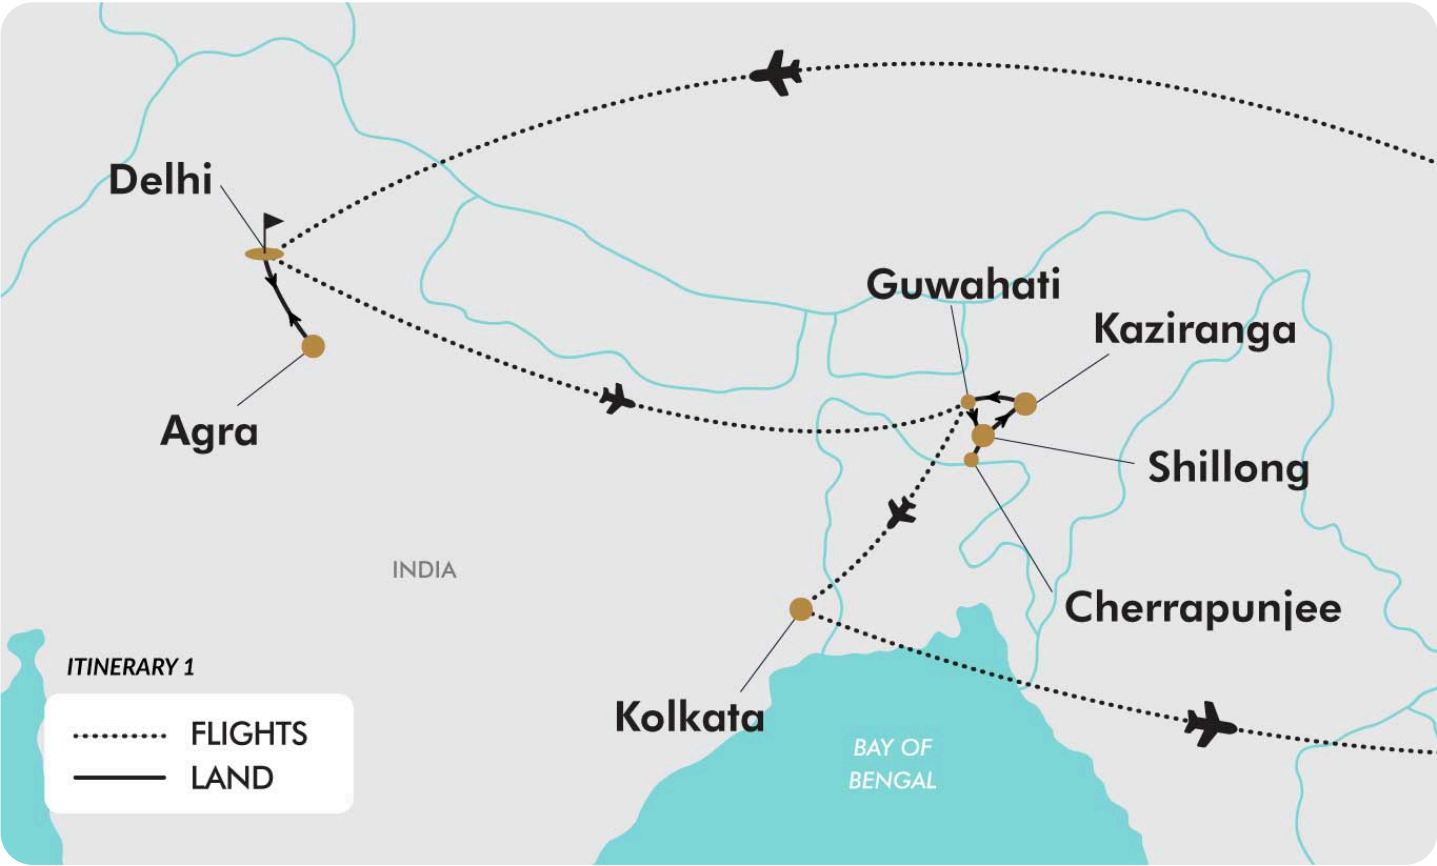 Delhi
Guwahati
Kaziranga
Agra
Shillong
INDIA
Cherrapunjee
ITINERARY 1
Kolkata
FLIGHTS
LAND
BAY OF
BENGAL